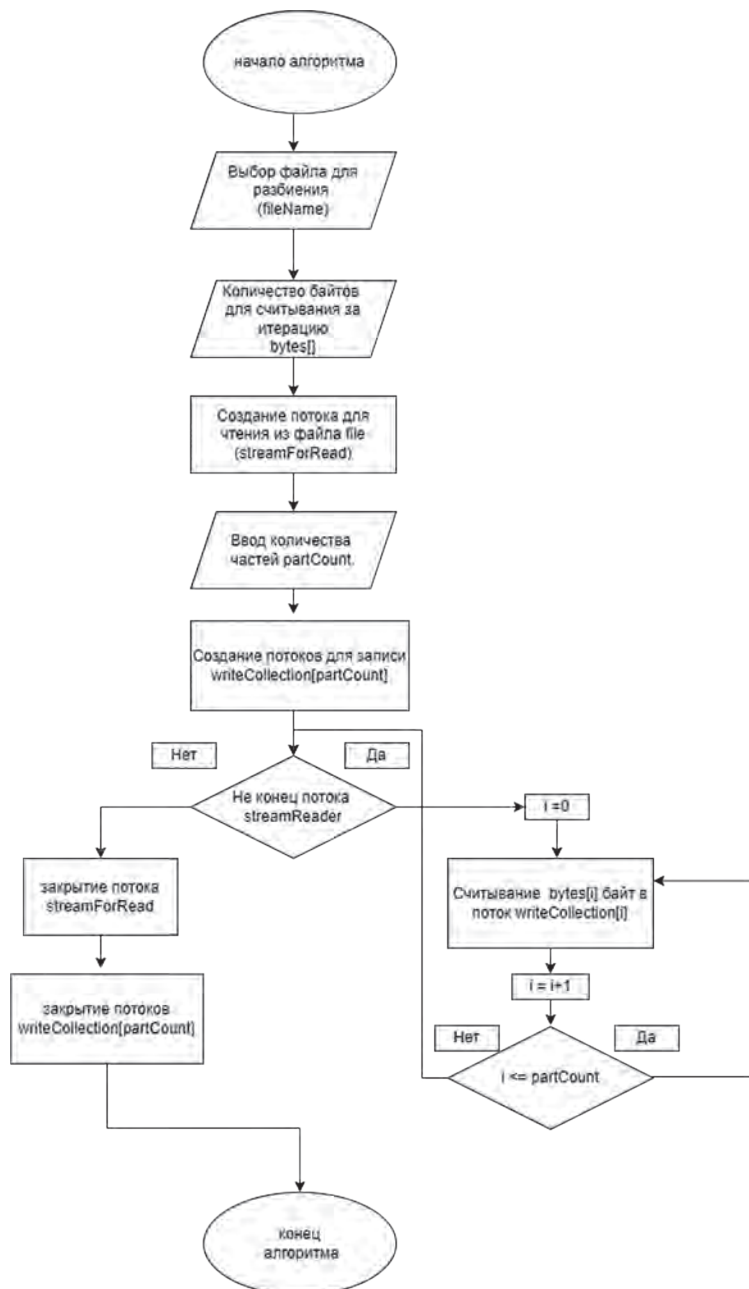 начало алгоритма
Выбор файла для
разбиения
(fileName)
Количество байтов
для считывания за
итерацию
bytes[]
Создание потока для
чтения из файла file
(streamForRead)
Ввод количества
частей partCount
Создание потоков для записи
writeCollection[partCount]
Нет
Да
Не конец потока
streamReader
i =0
закрытие потока
streamForRead
Считывание bytes[i] байт в
поток writeCollection[i]
закрытие потоков
writeCollection[partCount]
i = i+1
Нет
Да
i <= partCount
конец
алгоритма